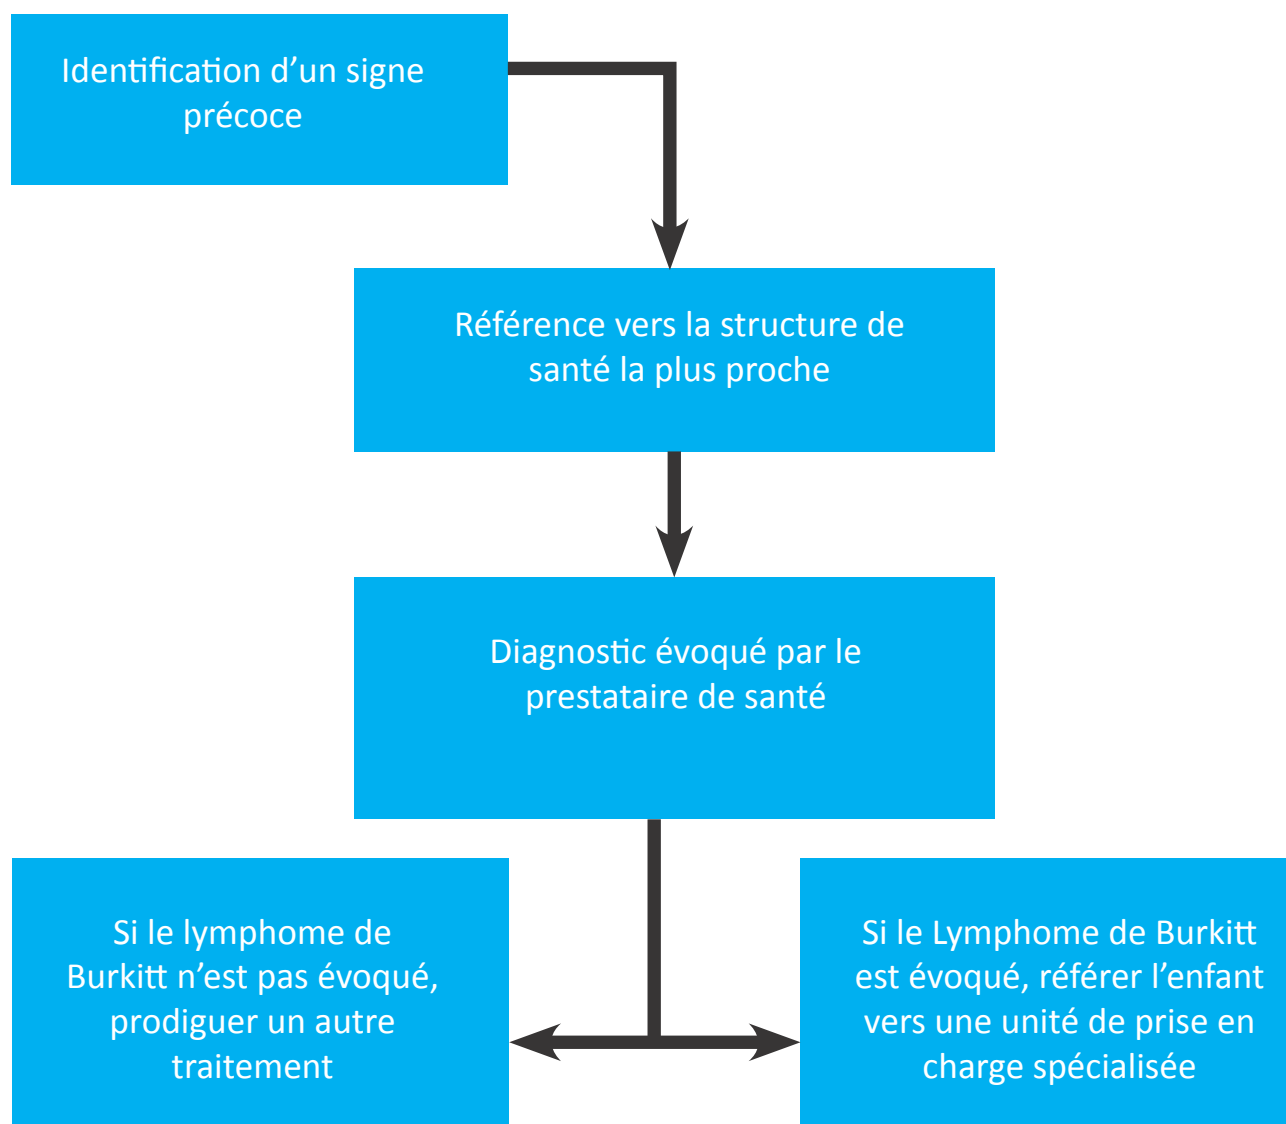 Identification d’un signe
précoce
Référence vers la structure de
santé la plus proche
Diagnostic évoqué par le
prestataire de santé
Si le lymphome de
Burkitt n’est pas évoqué,
prodiguer un autre
traitement
Si le Lymphome de Burkitt
est évoqué, référer l’enfant
vers une unité de prise en
charge spécialisée